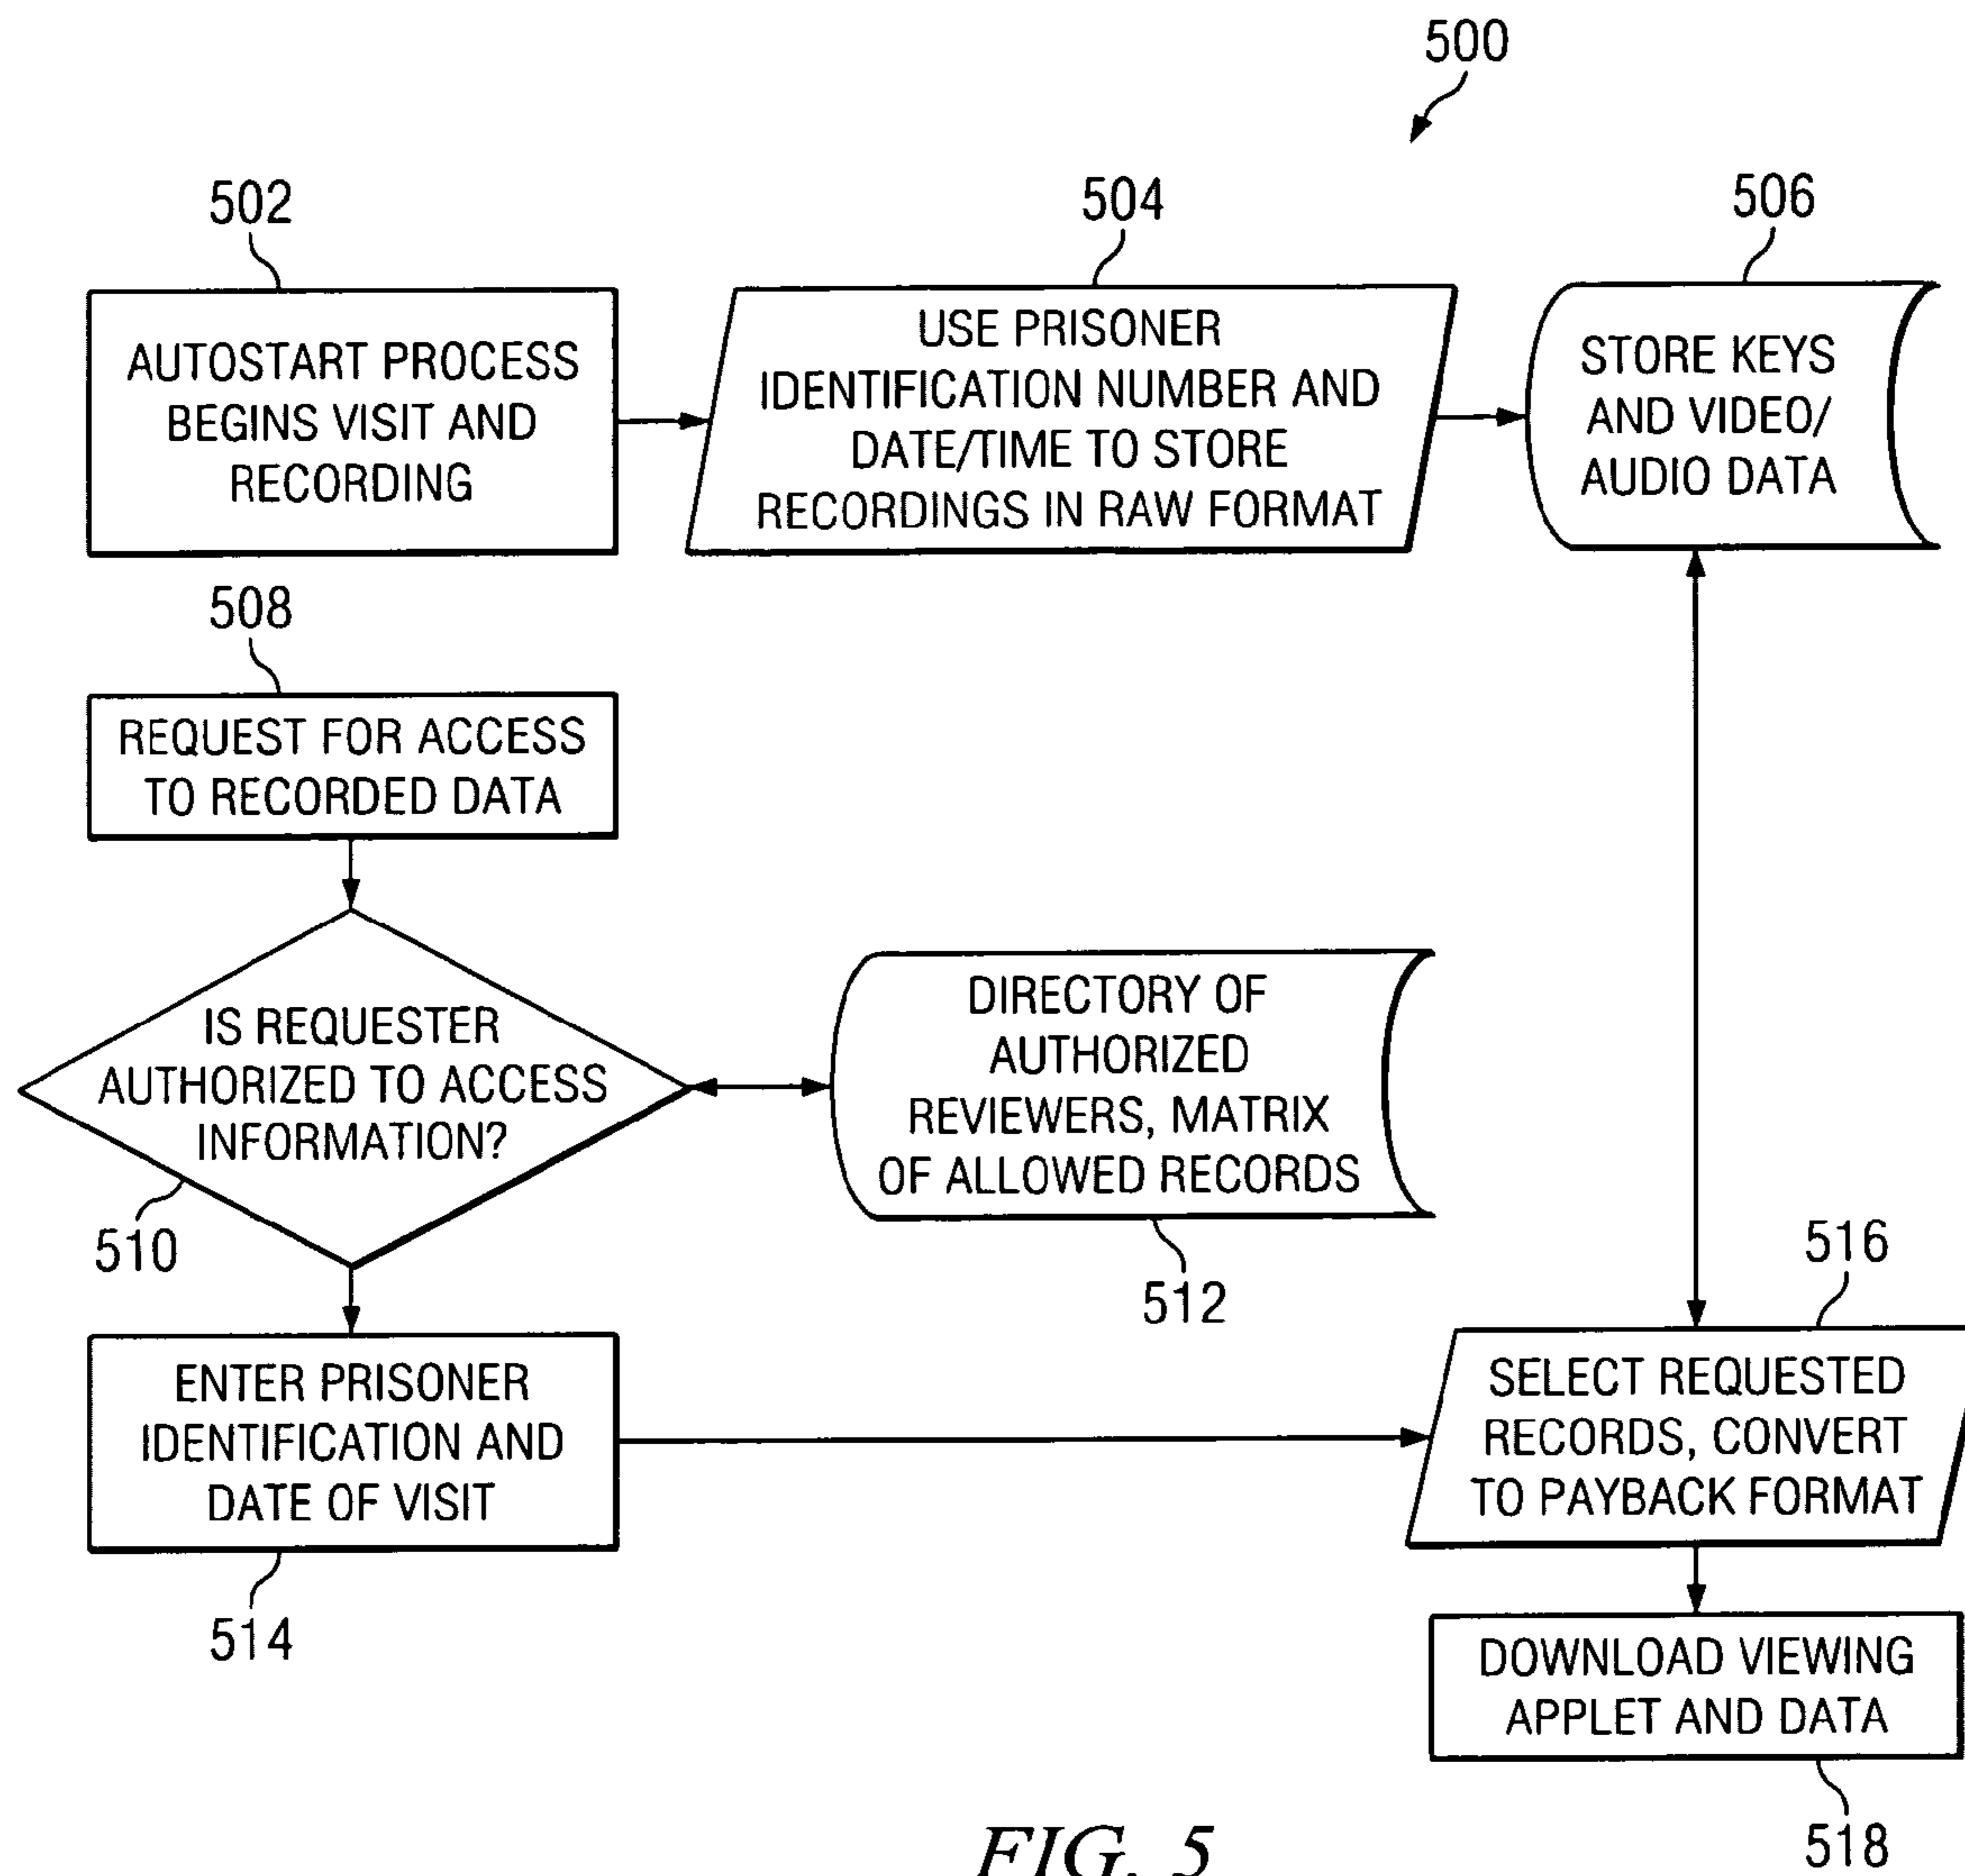 500
502
AUTOSTART PROCESS
BEGINS VISIT AND
RECORDING
504
USE PRISONER
IDENTIFICATION NUMBER AND
DATE/TIME TO STORE
RECORDINGS IN RAW FORMAT
506
STORE KEYS
AND VIDEO/
AUDIO DATA
508
REQUEST FOR ACCESS
TO RECORDED DATA
IS REQUESTER
AUTHORIZED TO ACCESS
INFORMATION?
510
DIRECTORY OF
AUTHORIZED
REVIEWERS, MATRIX
OF ALLOWED RECORDS
512
ENTER PRISONER
IDENTIFICATION AND
DATE OF VISIT
514
516
SELECT REQUESTED
RECORDS, CONVERT
TO PAYBACK FORMAT
DOWNLOAD VIEWING
APPLET AND DATA
518
FIG. 5